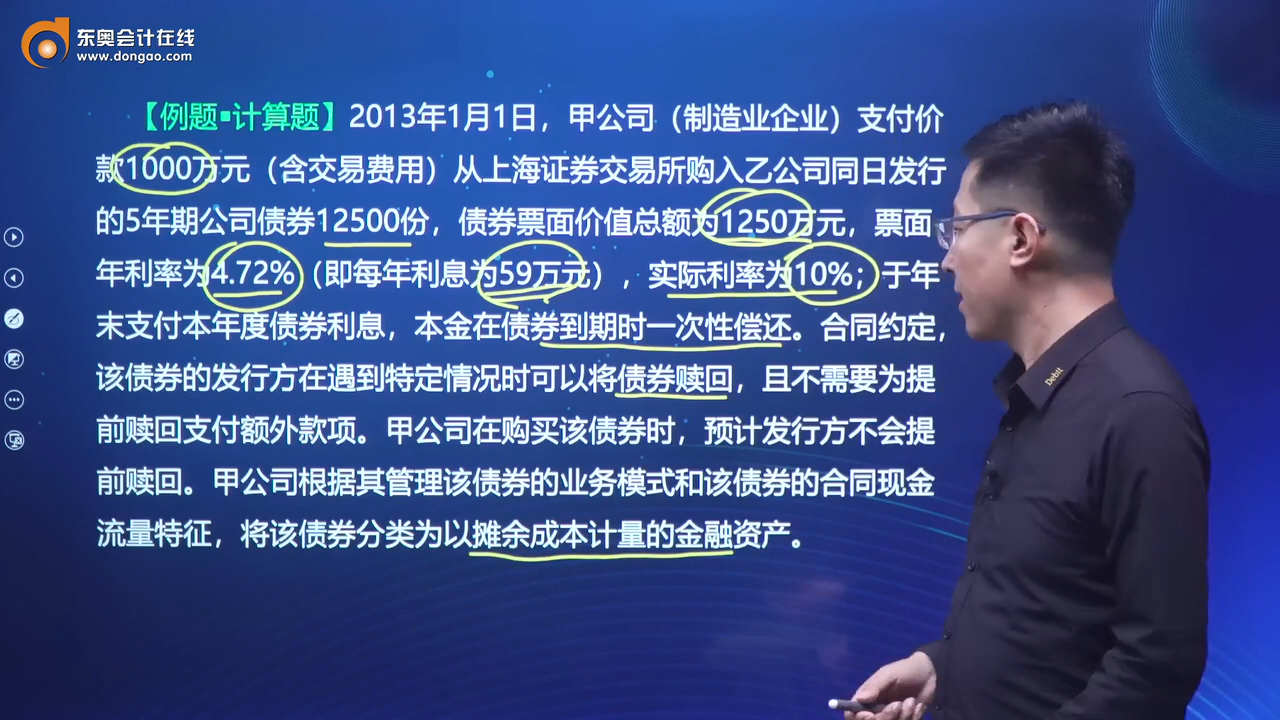 东奥会计在线
www.dongao.com
【例题▪计算题】2013年1月1日，甲公司（制造业企业）支付价
款1000万元（含交易费用）从上海证券交易所购入乙公司同日发行
的5年期公司债券12500份，债券票面价值总额为1250万元，票面
年利率为4.72%（即每年利息为59万元），实际利率为10%；于年
末支付本年度债券利息，本金在债券到期时一次性偿还。合同约定，
该债券的发行方在遇到特定情况时可以将债券赎回，且不需要为提
前赎回支付额外款项。甲公司在购买该债券时，预计发行方不会提
前赎回。甲公司根据其管理该债券的业务模式和该债券的合同现金
流量特征，将该债券分类为以摊余成本计量的金融资产。
Debit